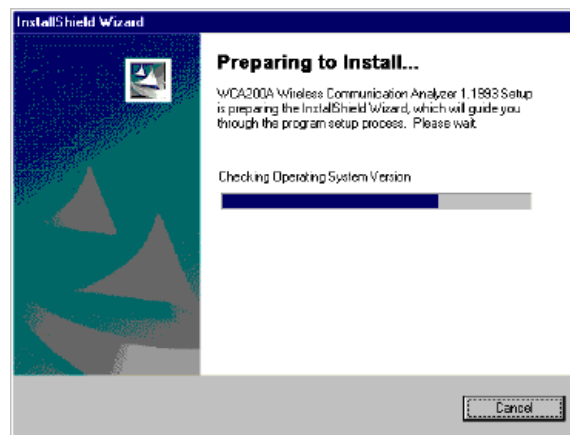 InstallShield Wizard
Preparing to Install...
WCA200A Wireless Communication Analyzer 1.1993 Setup
is preparing the InstallShield Wizard, which will guide you
through the program setup process. Please wait.
Checking Operating System Version
Cancel